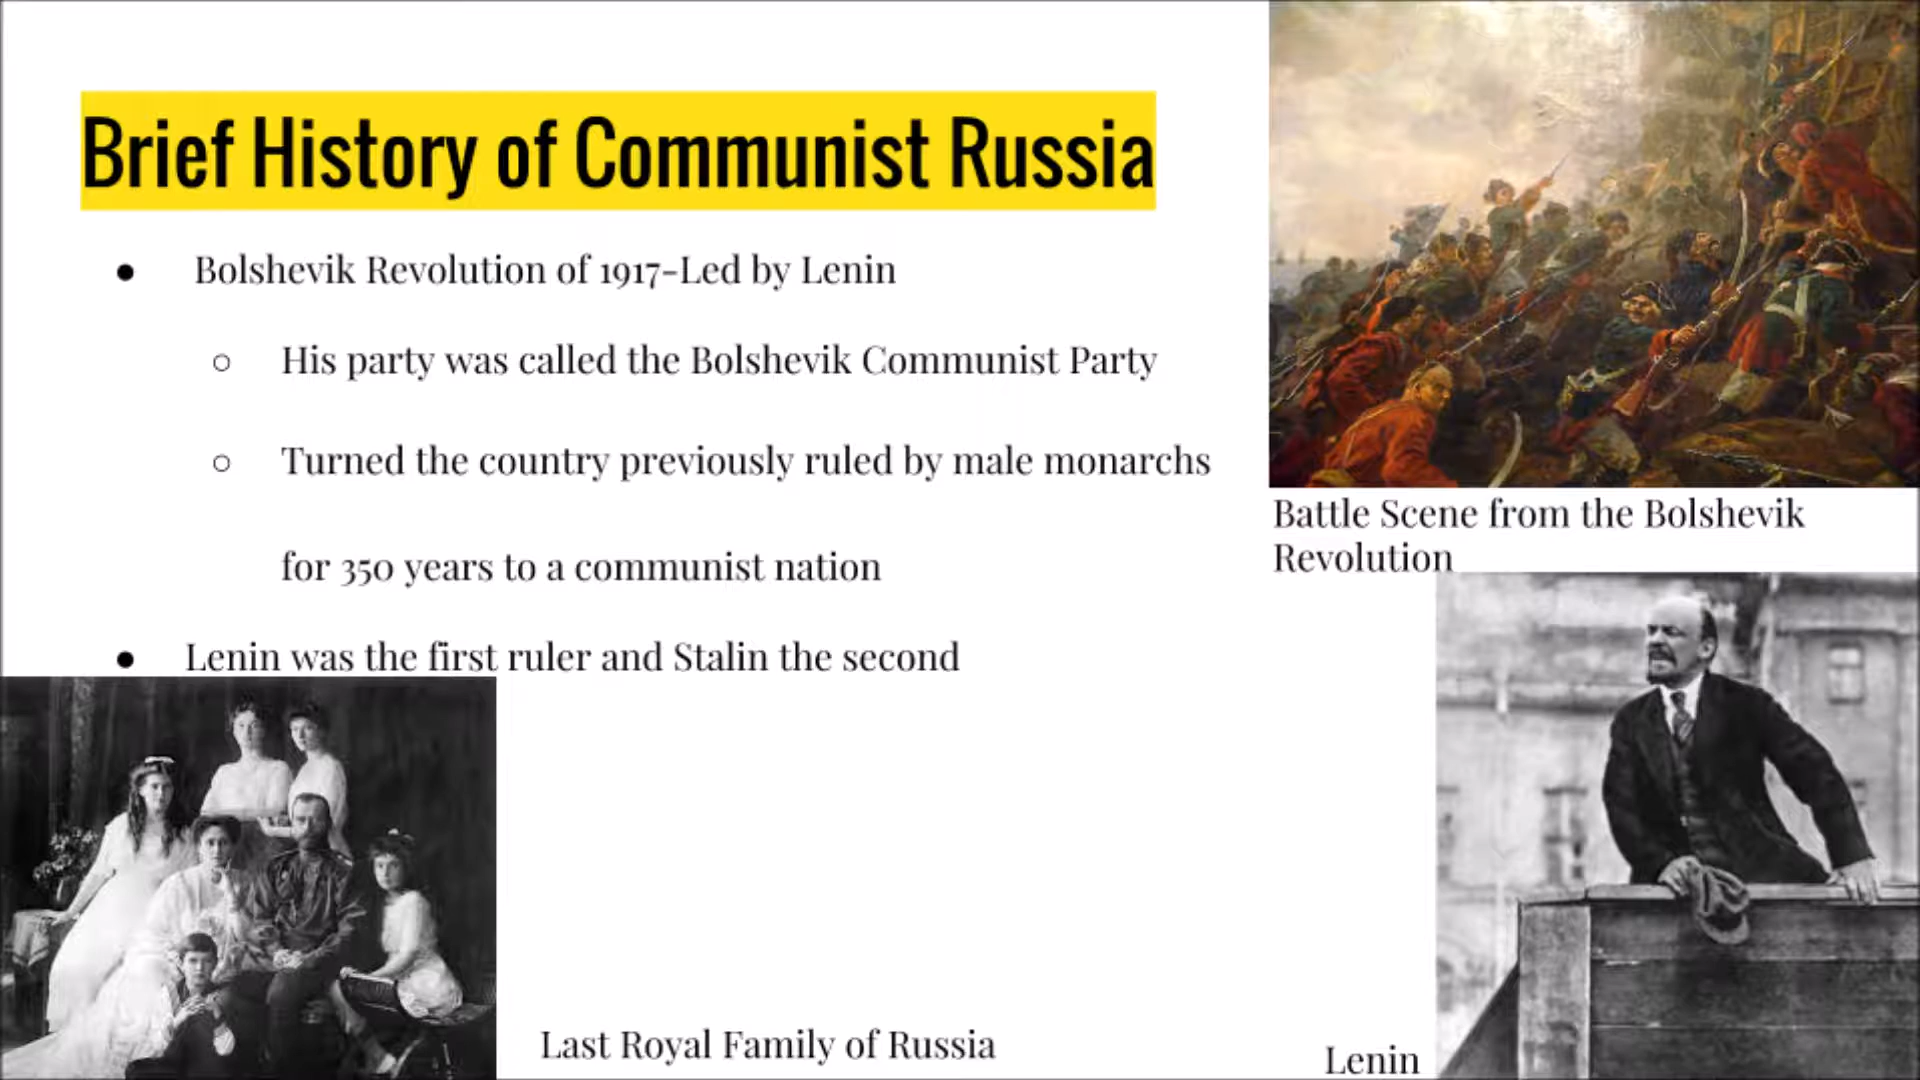 Brief History of Communist Russia
● Bolshevik Revolution of 1917-Led by Lenin
○ His party was called the Bolshevik Communist Party
○ Turned the country previously ruled by male monarchs
for 350 years to a communist nation
● Lenin was the first ruler and Stalin the second
Battle Scene from the Bolshevik
Revolution
Last Royal Family of Russia
Lenin